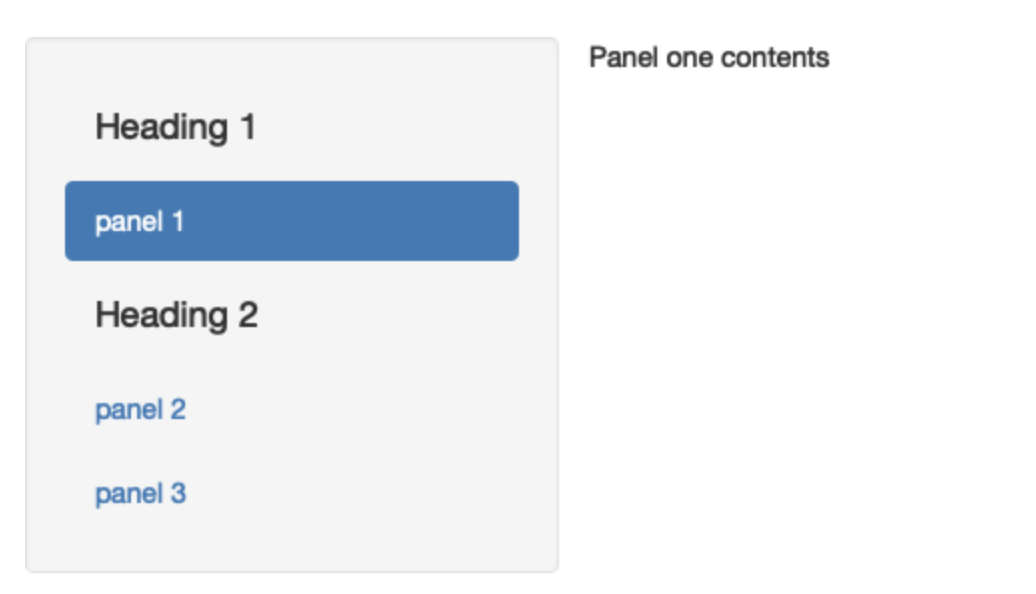 Heading 1
panel 1
Heading 2
panel 2
panel 3
Panel one contents